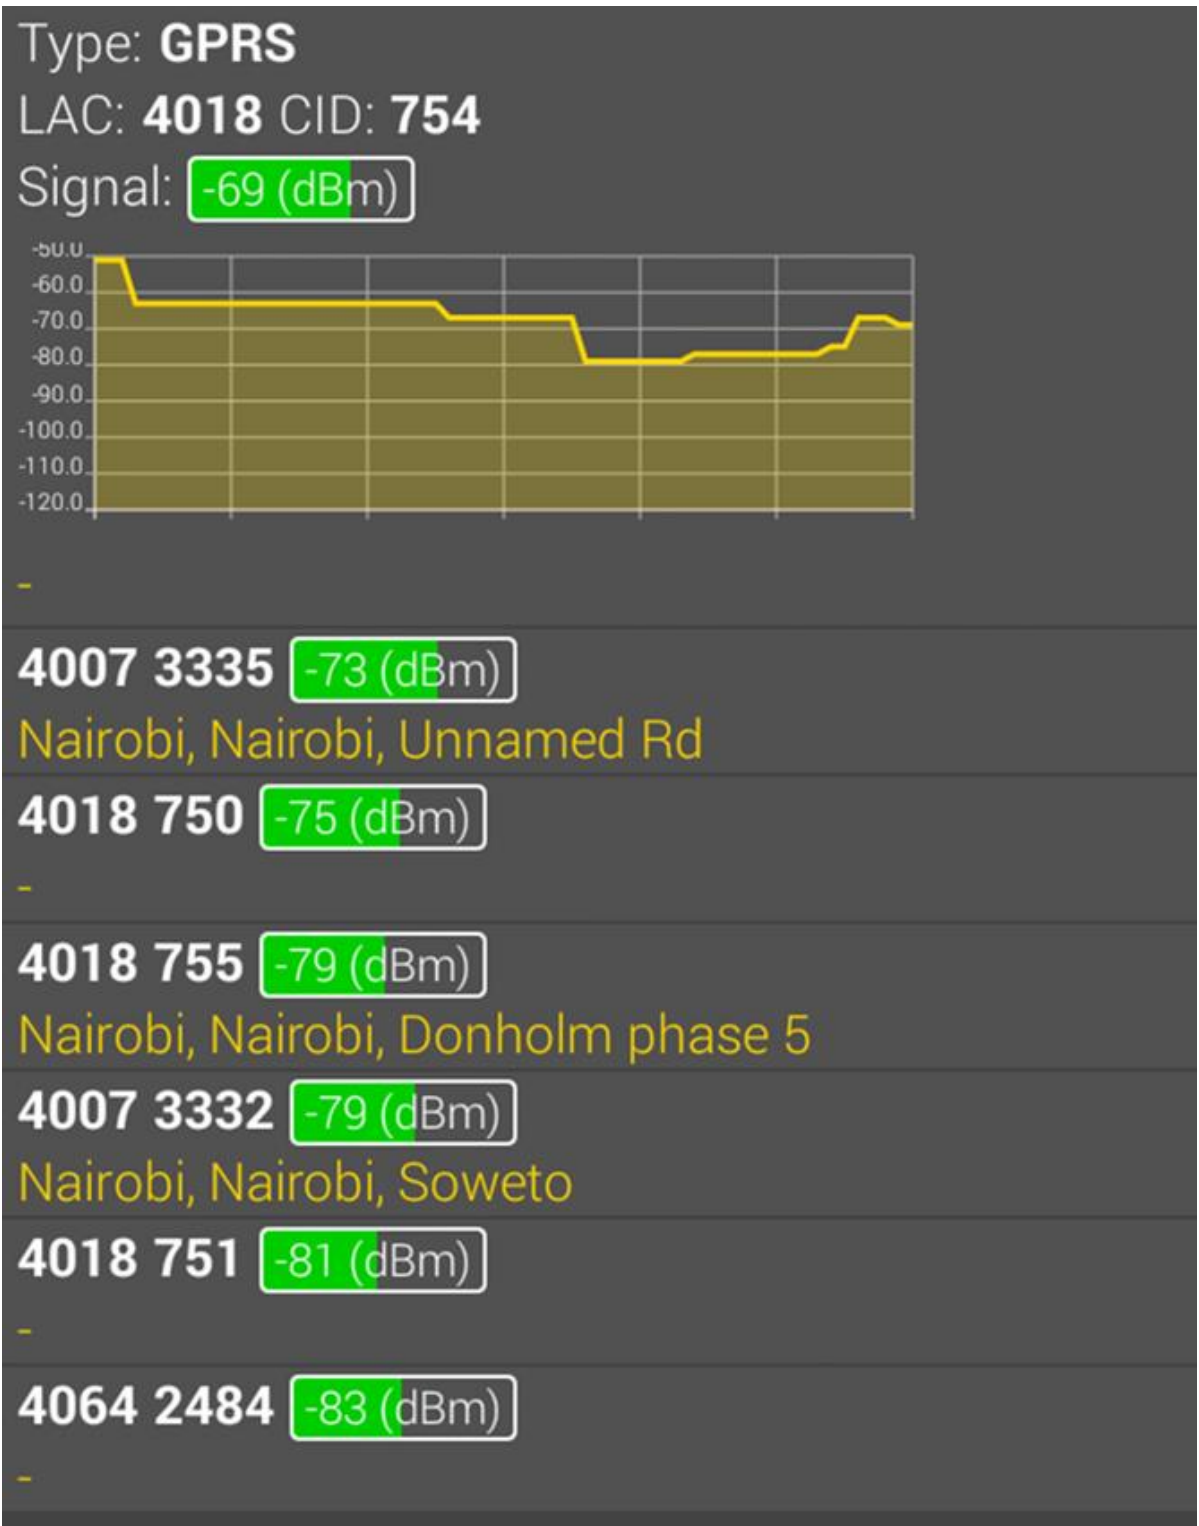 Type: GPRS
LAC: 4018 CID: 754
Signal: -69 (dBm)
-50.0
-60.0
-70.0
-80.0
-90.0
-100.0
-110.0
-120.0
-
4007 3335 -73 (dBm)
Nairobi, Nairobi, Unnamed Rd
4018 750 -75 (dBm)
-
4018 755 -79 (dBm)
Nairobi, Nairobi, Donholm phase 5
4007 3332 -79 (dBm)
Nairobi, Nairobi, Soweto
4018 751 -81 (dBm)
-
4064 2484 -83 (dBm)
-